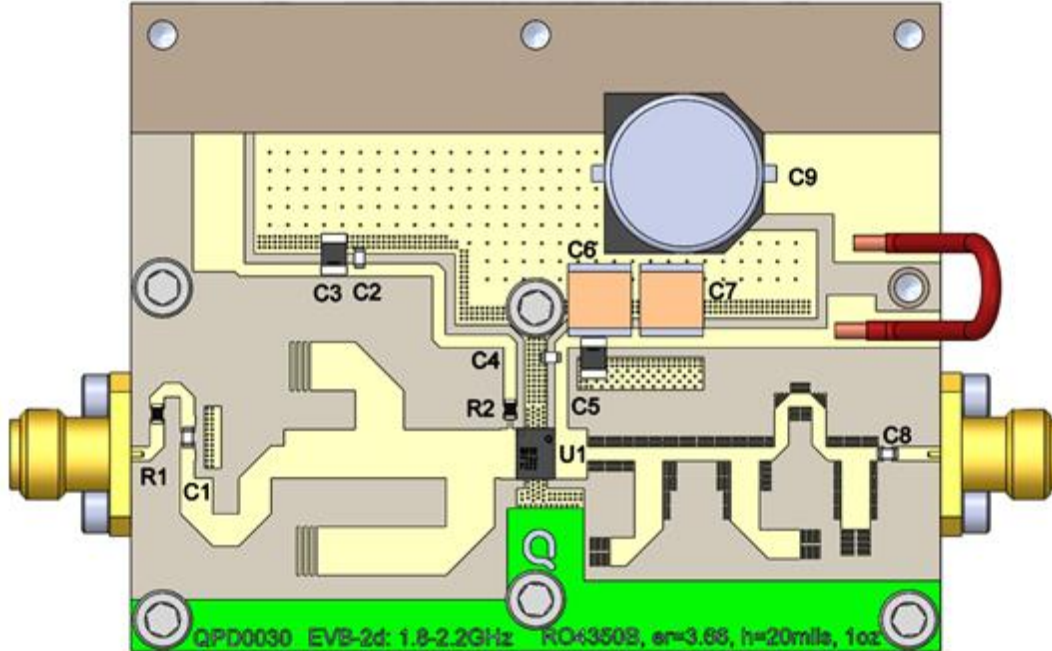 C9
C6
C3 C2 C7
C4
R2 C5
R1 C1 U1 C8
QPD0030 EVB-2d: 1.8-2.2GHz RO4350B, er=3.66, h=20mils, 1oz